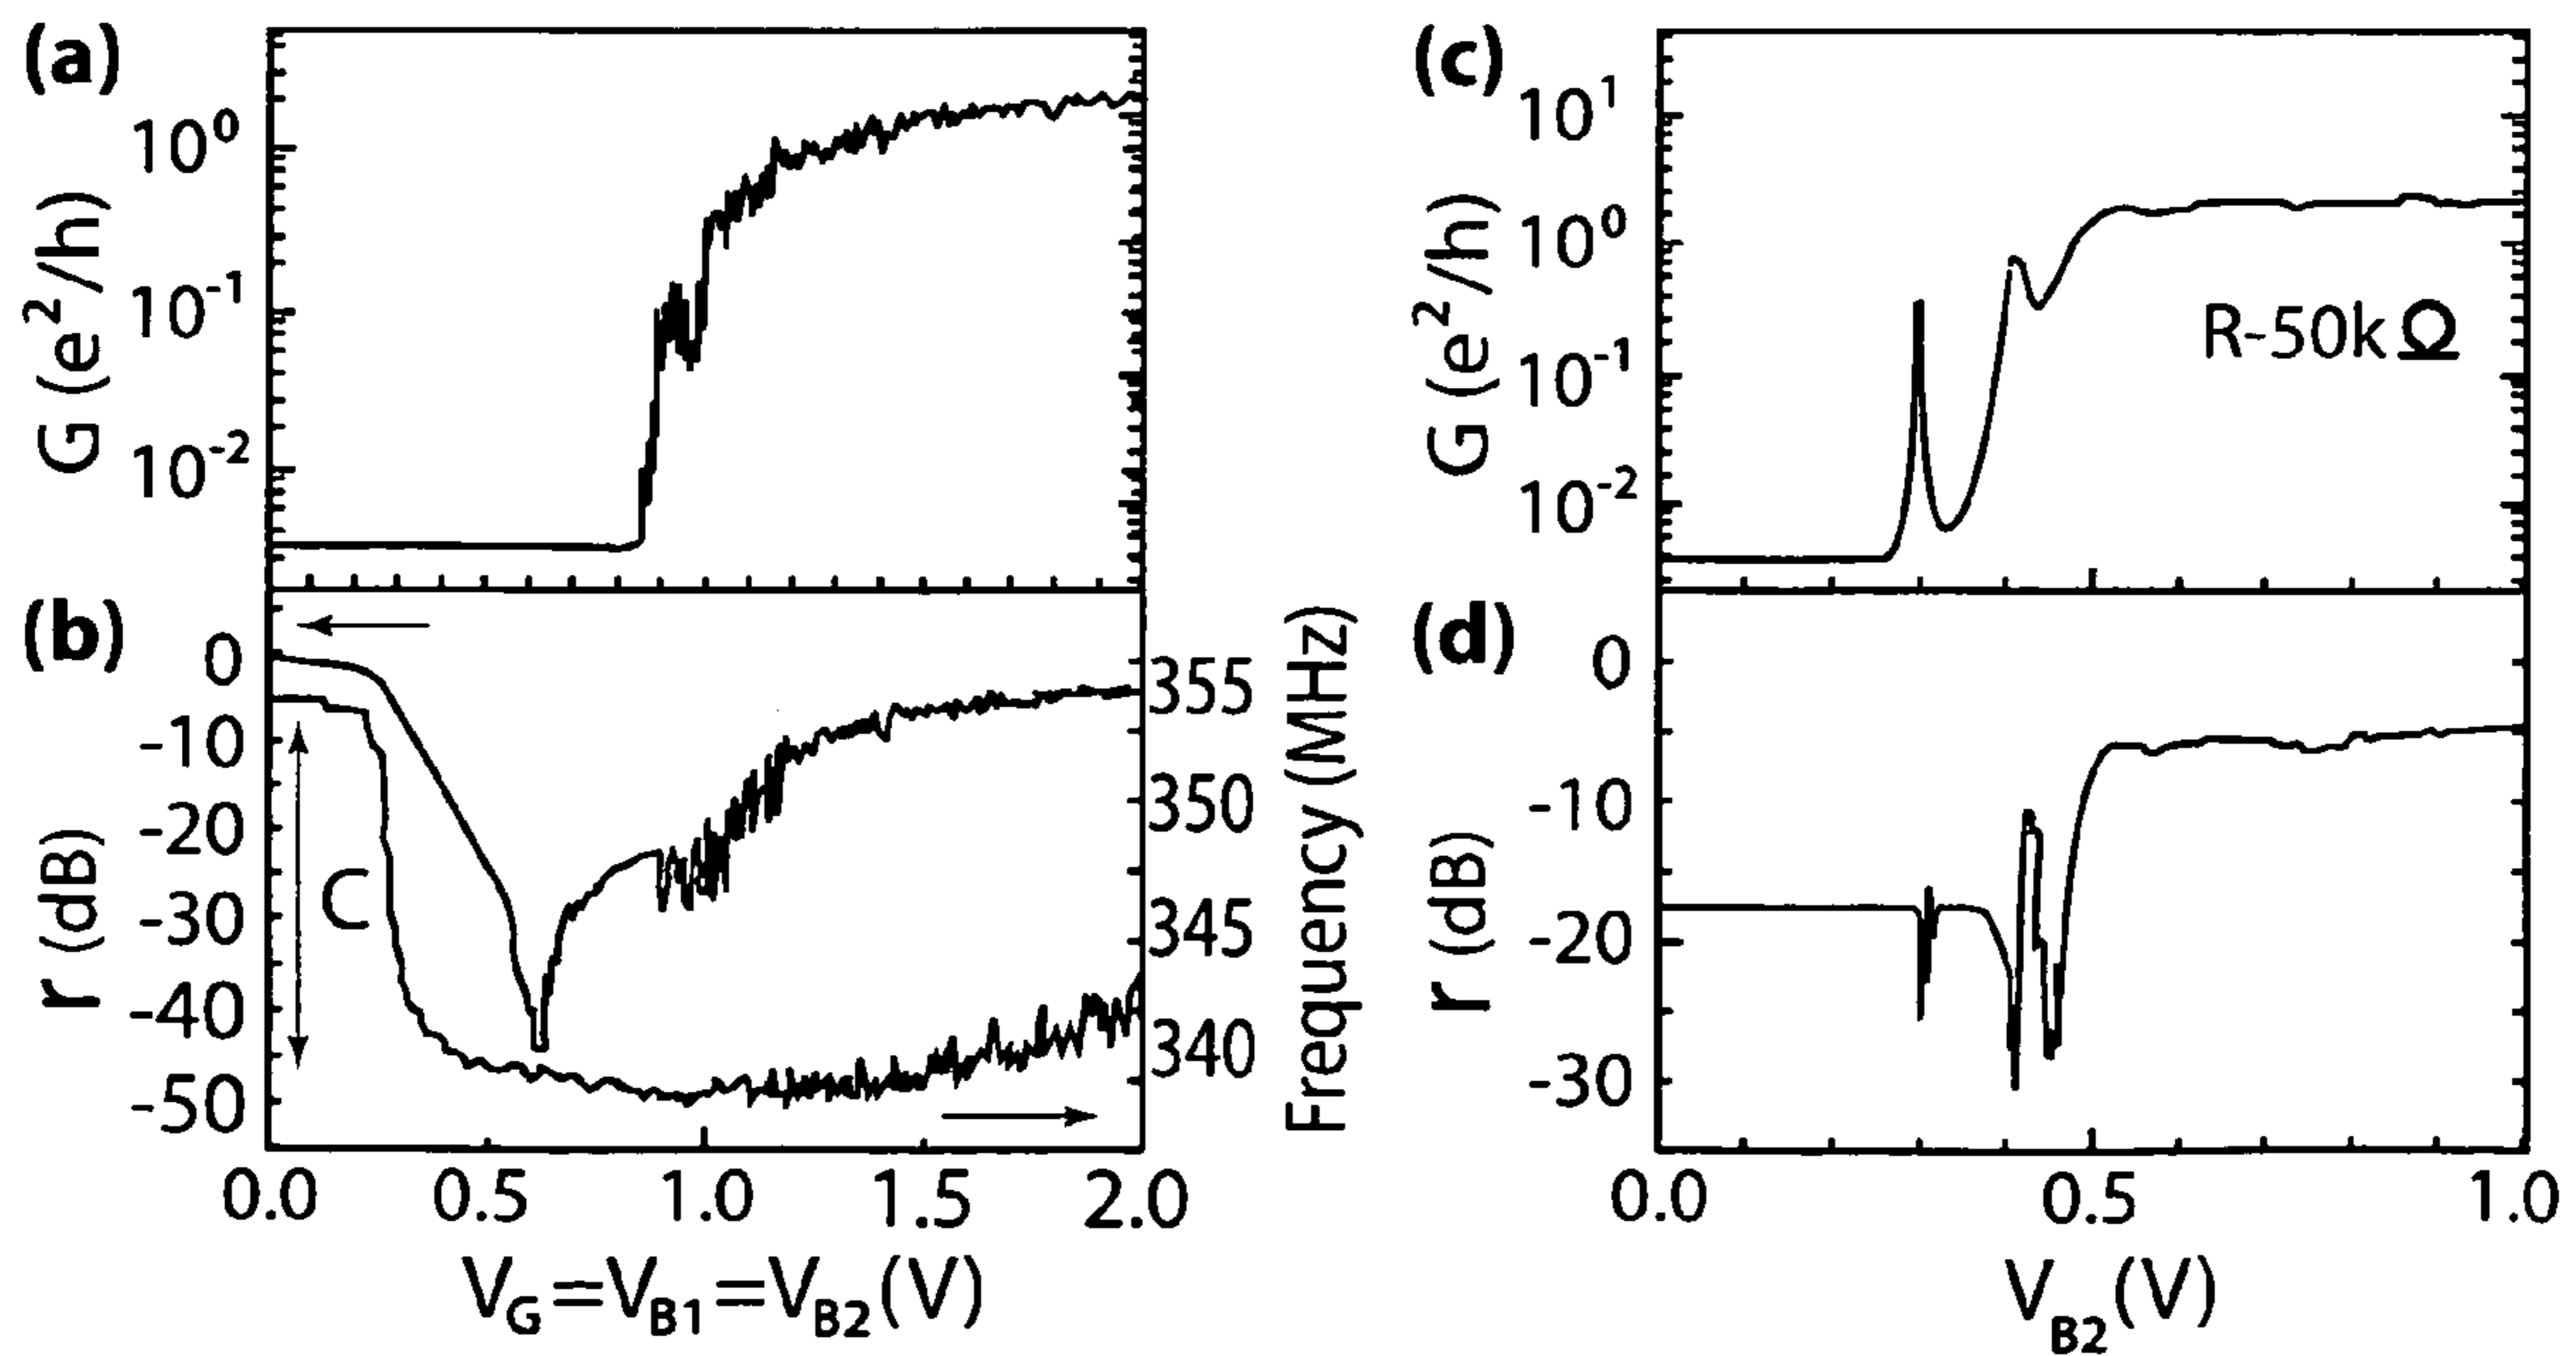 (a)
10⁰
10⁻¹
10⁻²
G (e²/h)
(b)
0
-10
-20
-30
-40
-50
r (dB)
C
355
350
345
340
Frequency (MHz)
0.0 0.5 1.0 1.5 2.0
V_G=V_B1=V_B2(V)
(c)
10¹
10⁰
10⁻¹
10⁻²
G (e²/h)
R-50kΩ
(d)
0
-10
-20
-30
r (dB)
0.0 0.5 1.0
V_B2(V)